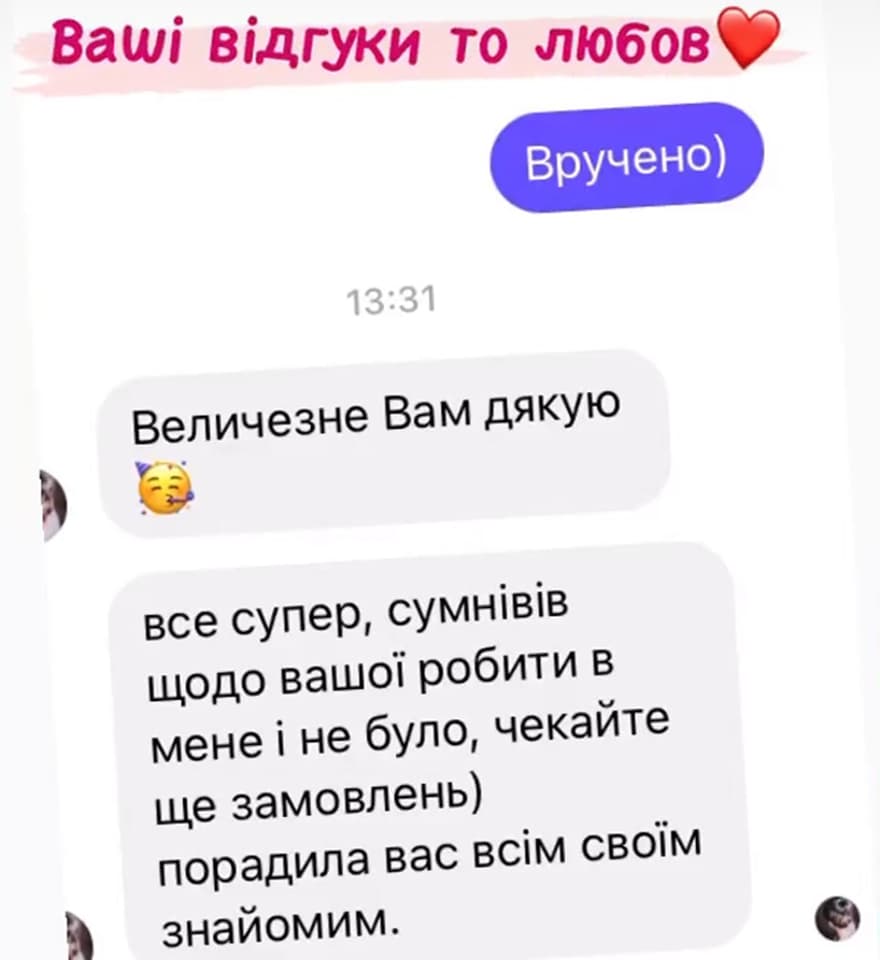 Ваші відгуки то любов❤️
Вручено)
13:31
Величезне Вам дякую
🥳
все супер, сумнівів
щодо вашої робити в
мене і не було, чекайте
ще замовлень)
порадила вас всім своїм
знайомим.